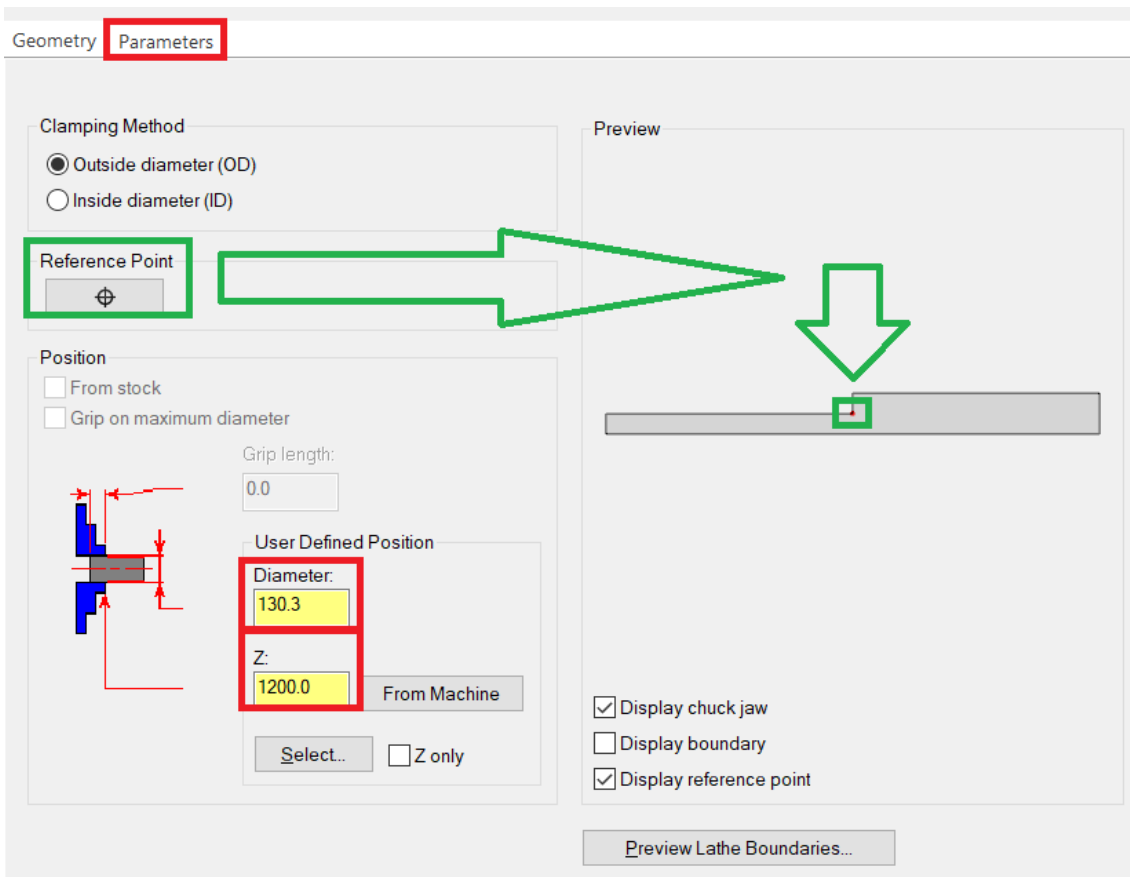 Geometry Parameters
Clamping Method
Outside diameter (OD)
Inside diameter (ID)
Reference Point
Position
From stock
Grip on maximum diameter
Grip length:
0.0
User Defined Position
Diameter:
130.3
Z:
1200.0
From Machine
Select... Z only
Preview
Display chuck jaw
Display boundary
Display reference point
Preview Lathe Boundaries...